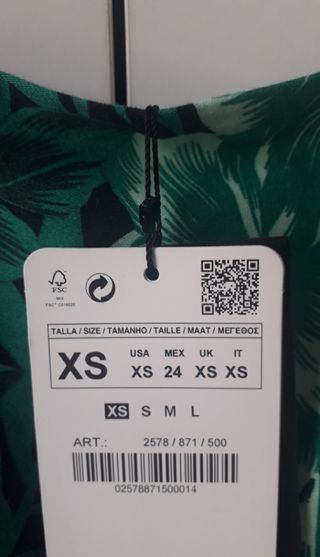 FSC
MIX
TALLA / SIZE / TAMANHO / TAILLE / MAAT / ΜΕΓΕΘΟΣ
XS
USA MEX UK IT
XS 24 XS XS
XS S M L
ART.: 2578 / 871 / 500
02578871500014